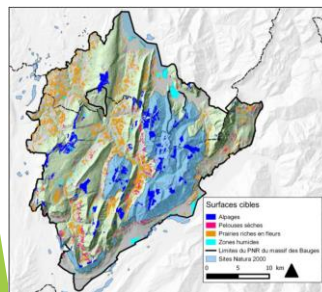 Surfaces cibles
Alpages
Pelouses sèches
Prairies riches en fleurs
Zones humides
Limites du PNR du massif des Bauges
Sites Natura 2000
0 5 10 km